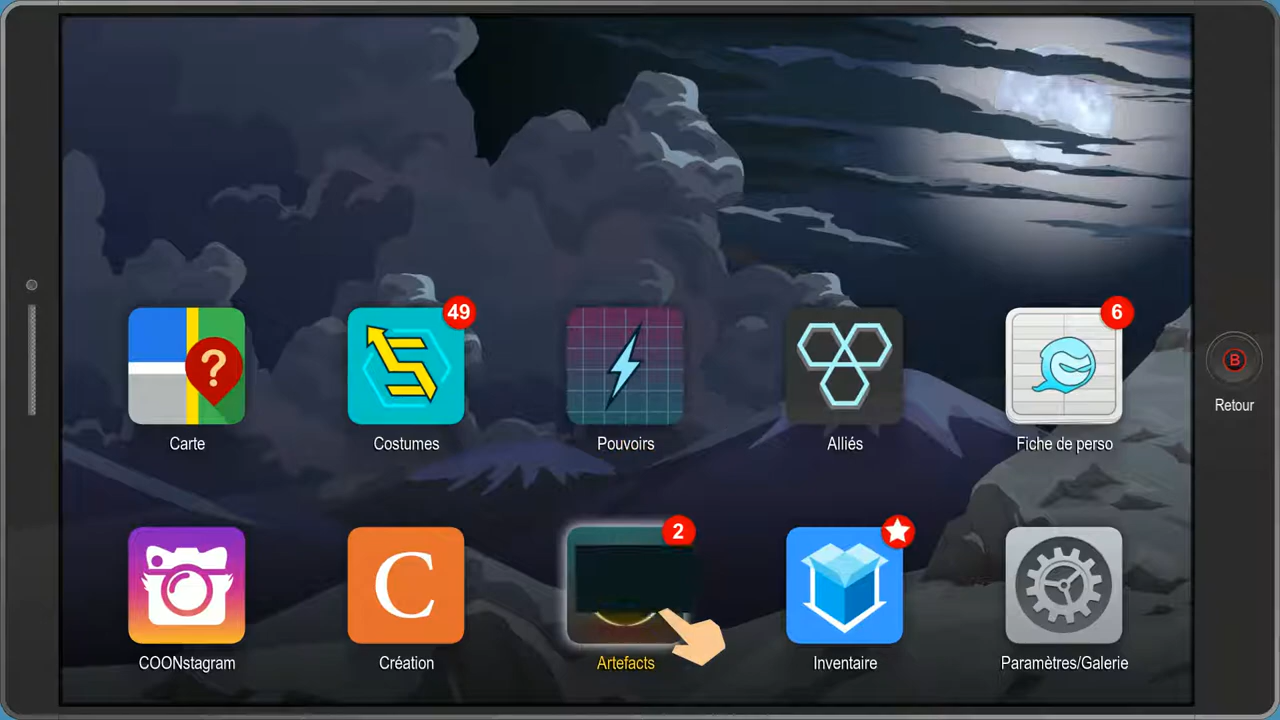 49
6
?
Carte
Costumes
Pouvoirs
Alliés
Fiche de perso
B
Retour
2
C
COONstagram
Création
Artefacts
Inventaire
Paramètres/Galerie